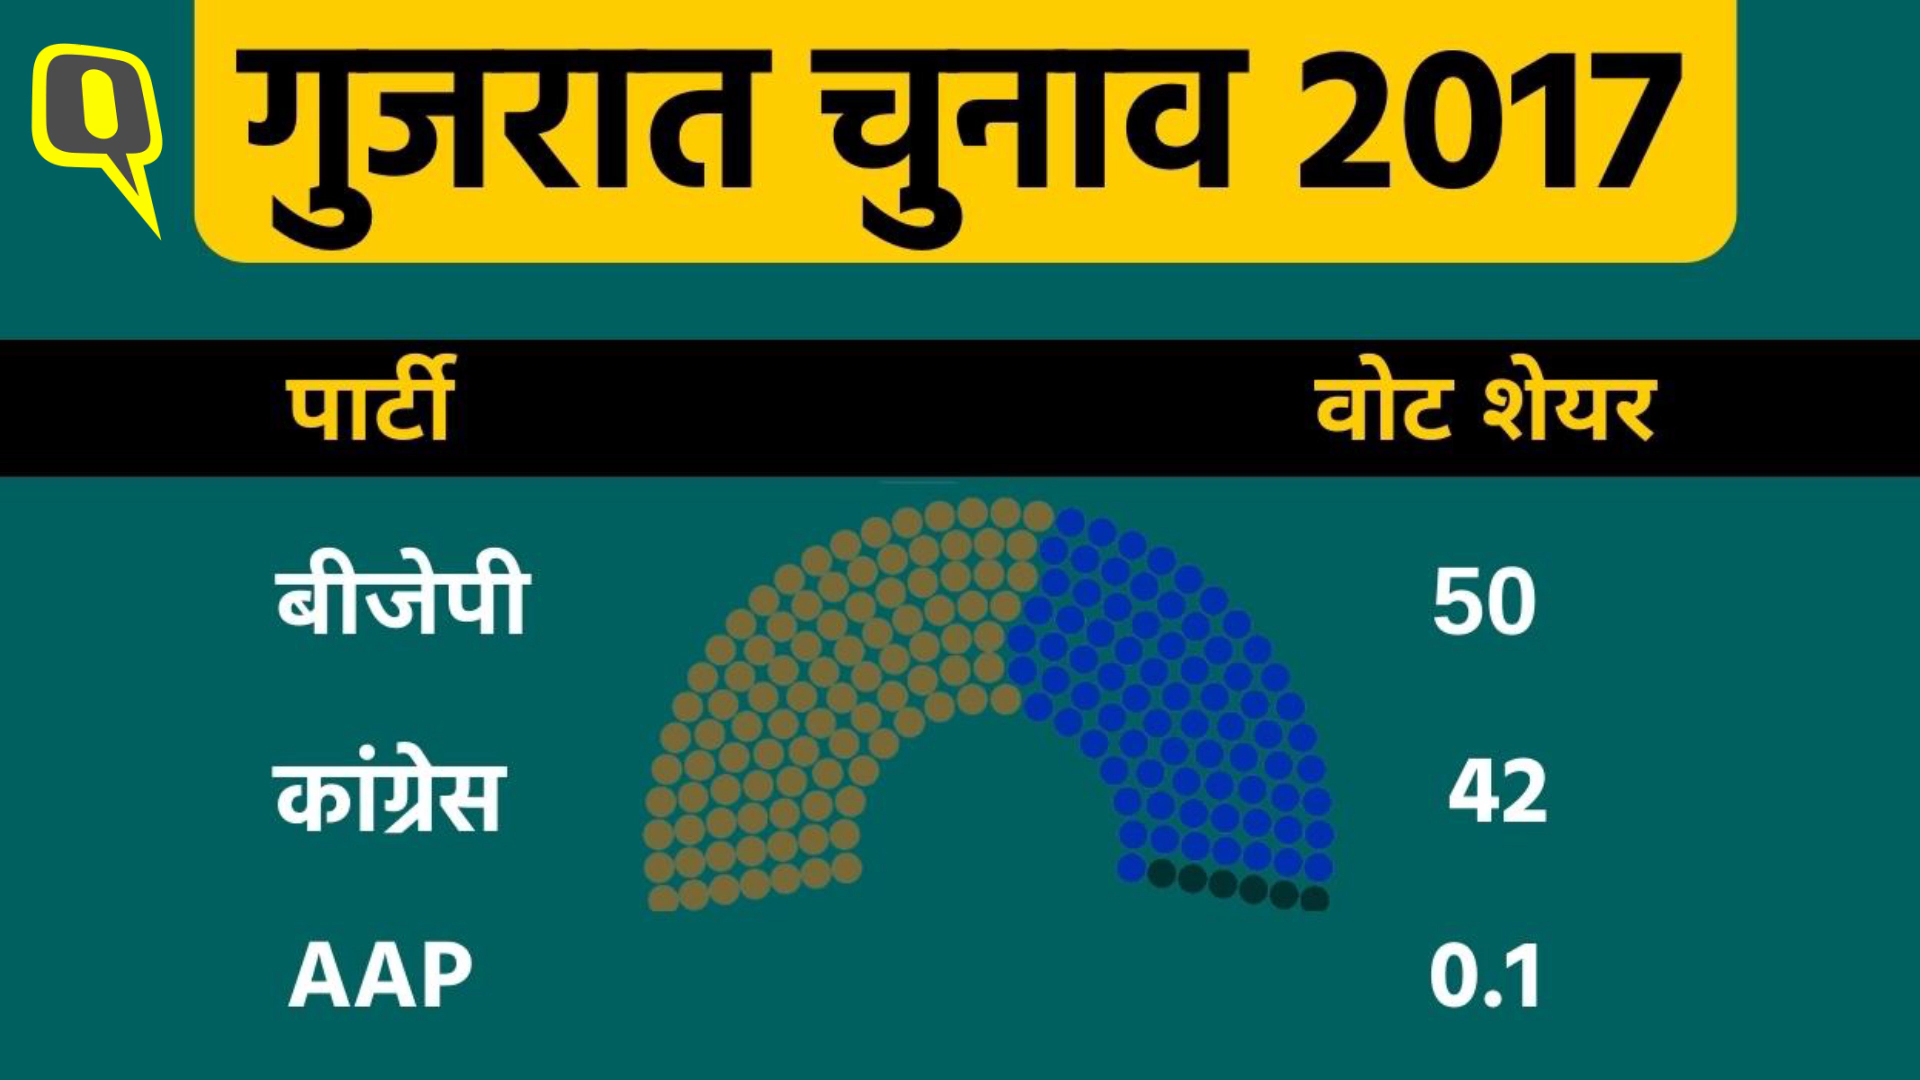 गुजरात चुनाव 2017
पार्टी वोट शेयर
बीजेपी 50
कांग्रेस 42
AAP 0.1